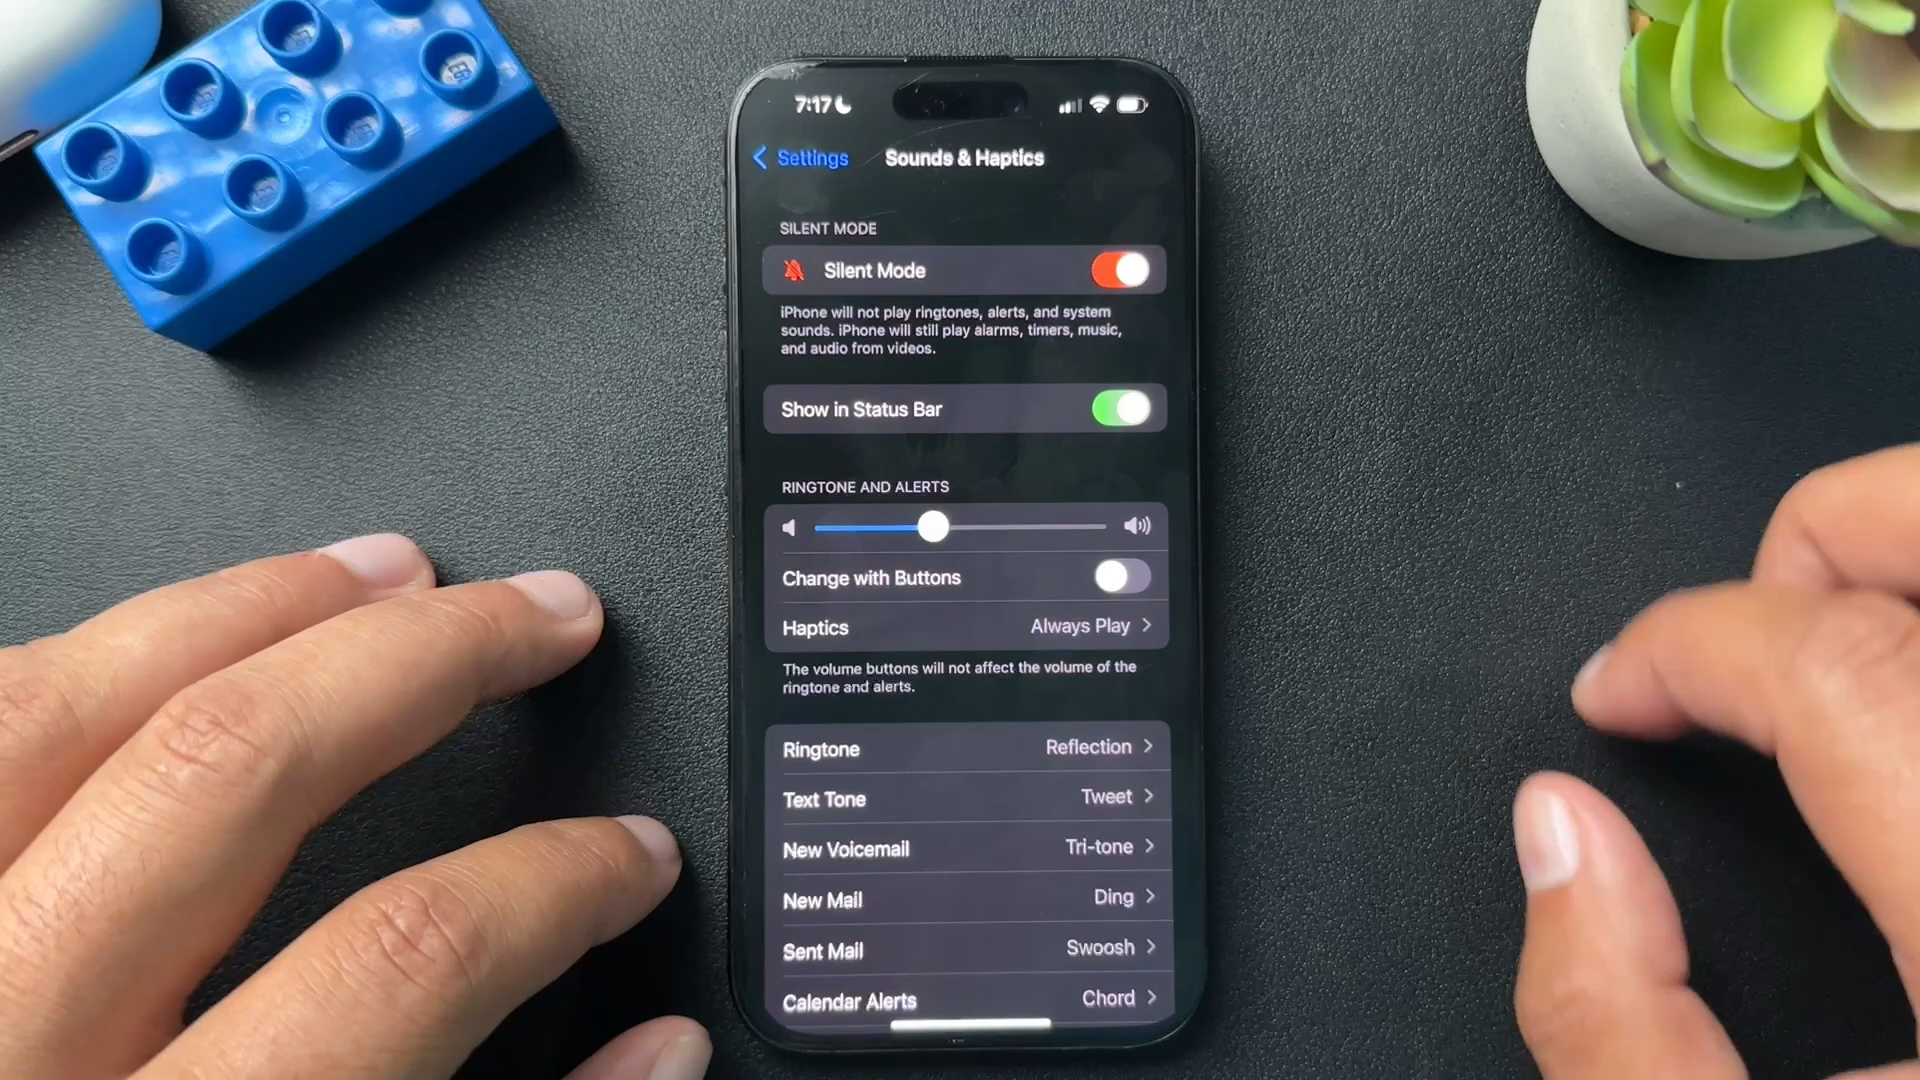 7:17
Settings
Sounds & Haptics
SILENT MODE
Silent Mode
iPhone will not play ringtones, alerts, and system
sounds. iPhone will still play alarms, timers, music,
and audio from videos.
Show in Status Bar
RINGTONE AND ALERTS
Change with Buttons
Haptics Always Play
The volume buttons will not affect the volume of the
ringtone and alerts.
Ringtone Reflection
Text Tone Tweet
New Voicemail Tri-tone
New Mail Ding
Sent Mail Swoosh
Calendar Alerts Chord